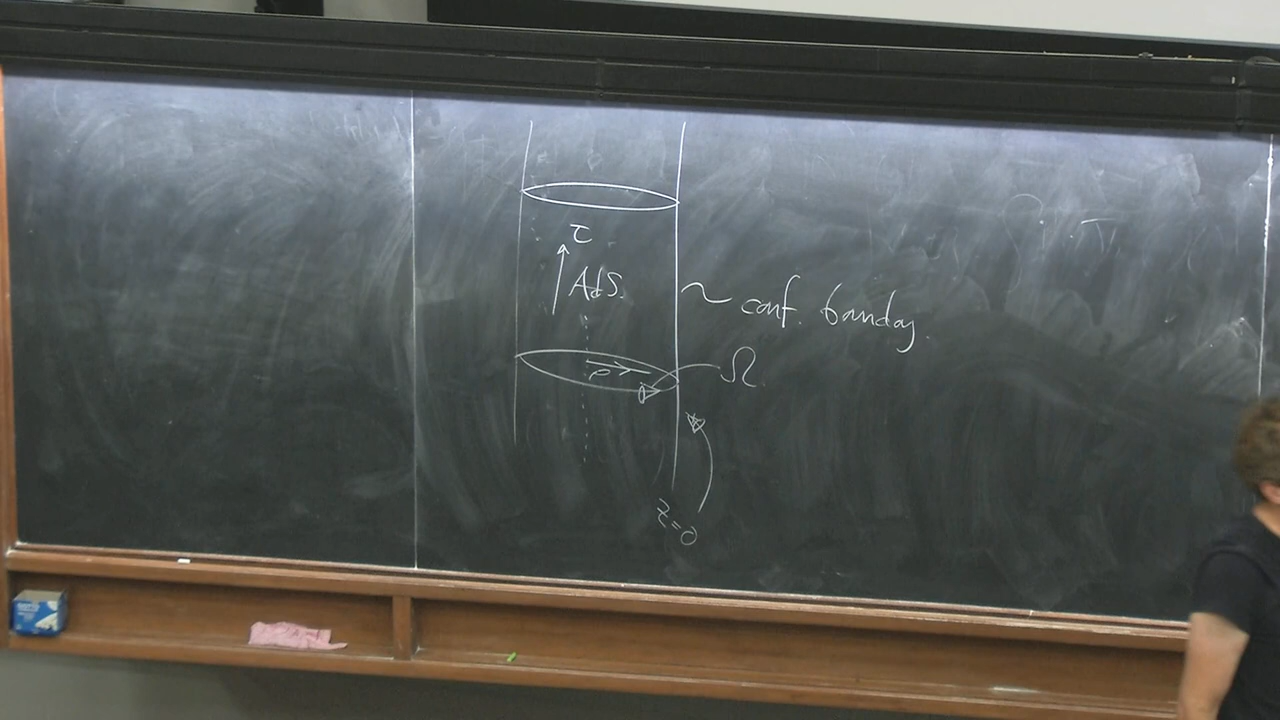 τ
AdS.
~ conf. bounday.
ρ
Ω
z=0